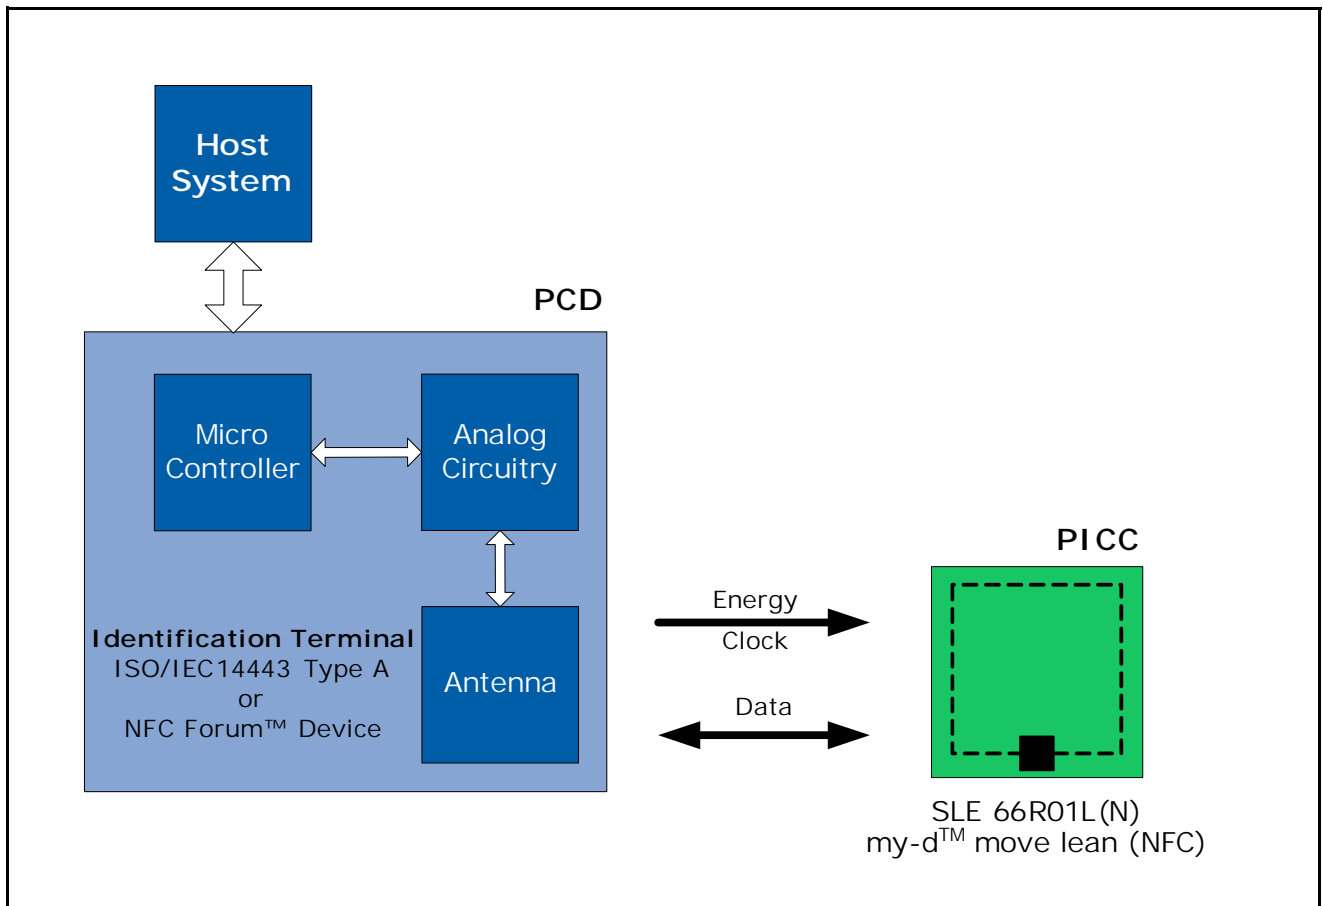 Host
System
PCD
Micro
Controller
Analog
Circuitry
Identification Terminal
ISO/IEC14443 Type A
or
NFC Forum™ Device
Antenna
Energy
Clock
Data
PICC
SLE 66R01L(N)
my-d™ move lean (NFC)